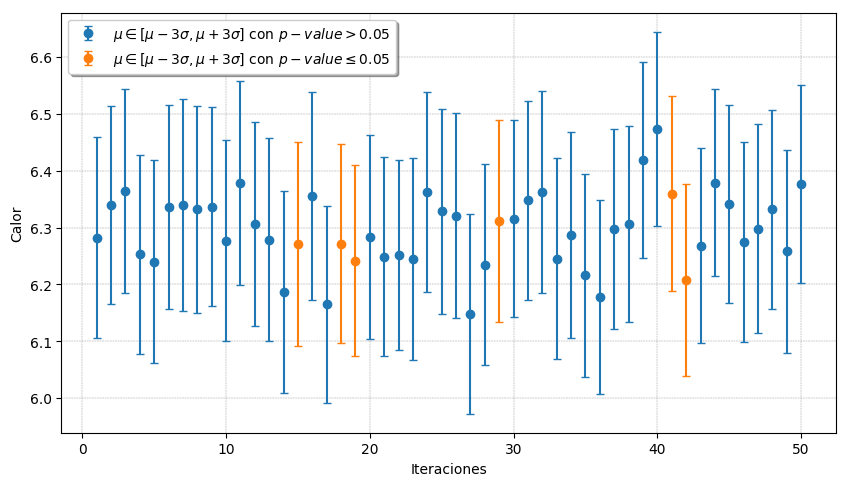 μ ∈ [μ − 3σ, μ + 3σ] con p − value > 0.05
μ ∈ [μ − 3σ, μ + 3σ] con p − value ≤ 0.05
6.6
6.5
6.4
6.3
6.2
6.1
6.0
Calor
0 10 20 30 40 50
Iteraciones